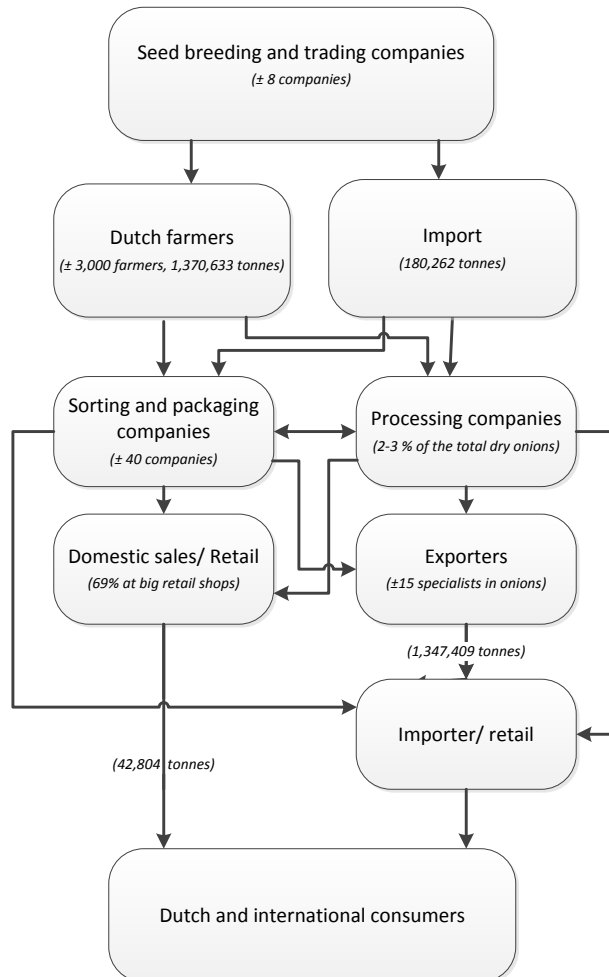 Seed breeding and trading companies
(± 8 companies)
Dutch farmers
(± 3,000 farmers, 1,370,633 tonnes)
Import
(180,262 tonnes)
Sorting and packaging
companies
(± 40 companies)
Processing companies
(2-3 % of the total dry onions)
Domestic sales/ Retail
(69% at big retail shops)
Exporters
(±15 specialists in onions)
(1,347,409 tonnes)
Importer/ retail
(42,804 tonnes)
Dutch and international consumers